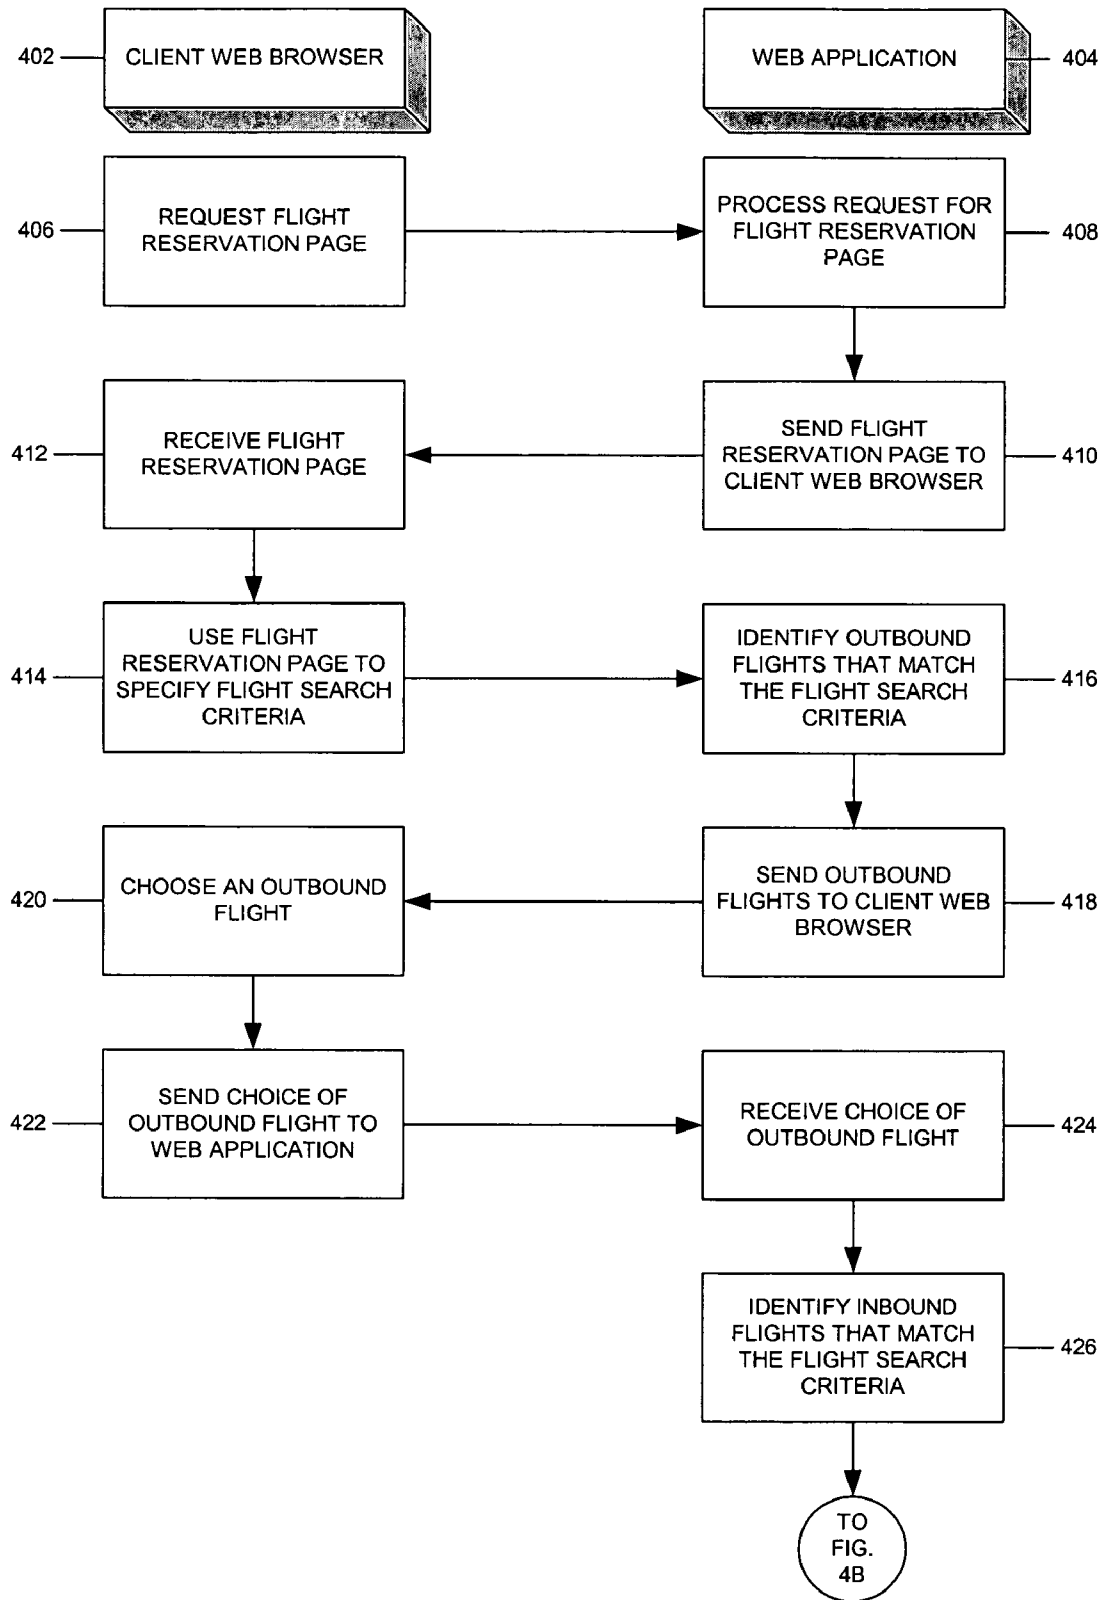 402
CLIENT WEB BROWSER
WEB APPLICATION
404
406
REQUEST FLIGHT
RESERVATION PAGE
PROCESS REQUEST FOR
FLIGHT RESERVATION
PAGE
408
412
RECEIVE FLIGHT
RESERVATION PAGE
SEND FLIGHT
RESERVATION PAGE TO
CLIENT WEB BROWSER
410
414
USE FLIGHT
RESERVATION PAGE TO
SPECIFY FLIGHT SEARCH
CRITERIA
IDENTIFY OUTBOUND
FLIGHTS THAT MATCH
THE FLIGHT SEARCH
CRITERIA
416
420
CHOOSE AN OUTBOUND
FLIGHT
SEND OUTBOUND
FLIGHTS TO CLIENT WEB
BROWSER
418
422
SEND CHOICE OF
OUTBOUND FLIGHT TO
WEB APPLICATION
RECEIVE CHOICE OF
OUTBOUND FLIGHT
424
IDENTIFY INBOUND
FLIGHTS THAT MATCH
THE FLIGHT SEARCH
CRITERIA
426
TO
FIG.
4B